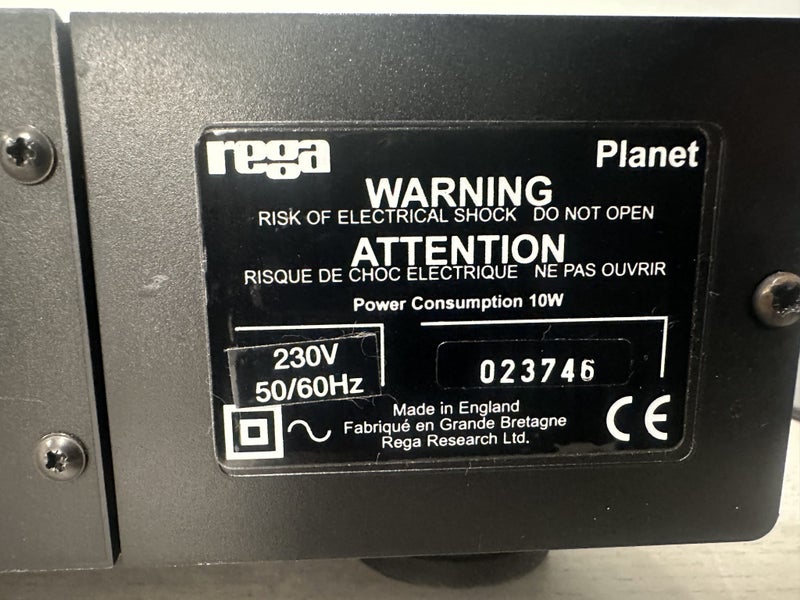 rega Planet
WARNING
RISK OF ELECTRICAL SHOCK DO NOT OPEN
ATTENTION
RISQUE DE CHOC ELECTRIQUE NE PAS OUVRIR
Power Consumption 10W
230V
50/60Hz
023746
Made in England
Fabriqué en Grande Bretagne
Rega Research Ltd.
CE